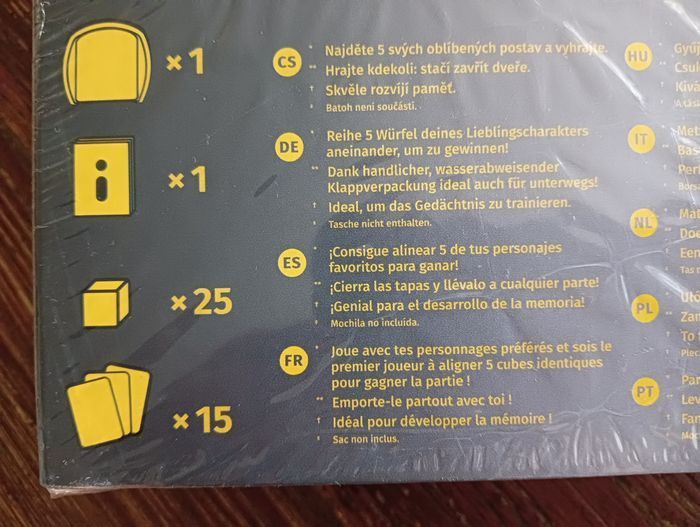 ×1
×1
×25
×15
CS
* Najděte 5 svých oblíbených postav a vyhrajte.
** Hrajte kdekoli: stačí zavřít dveře.
† Skvěle rozvíjí paměť.
‡ Batoh není součástí.
DE
* Reihe 5 Würfel deines Lieblingscharakters
aneinander, um zu gewinnen!
** Dank handlicher, wasserabweisender
Klappverpackung ideal auch für unterwegs!
† Ideal, um das Gedächtnis zu trainieren.
‡ Tasche nicht enthalten.
ES
* ¡Consigue alinear 5 de tus personajes
favoritos para ganar!
** ¡Cierra las tapas y llévalo a cualquier parte!
† ¡Genial para el desarrollo de la memoria!
‡ Mochila no incluida.
FR
* Joue avec tes personnages préférés et sois le
premier joueur à aligner 5 cubes identiques
pour gagner la partie !
** Emporte-le partout avec toi !
† Idéal pour développer la mémoire !
‡ Sac non inclus.
HU
IT
NL
PL
PT